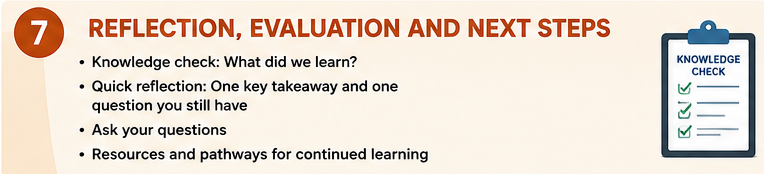 7
REFLECTION, EVALUATION AND NEXT STEPS
• Knowledge check: What did we learn?
• Quick reflection: One key takeaway and one
question you still have
• Ask your questions
• Resources and pathways for continued learning
KNOWLEDGE
CHECK